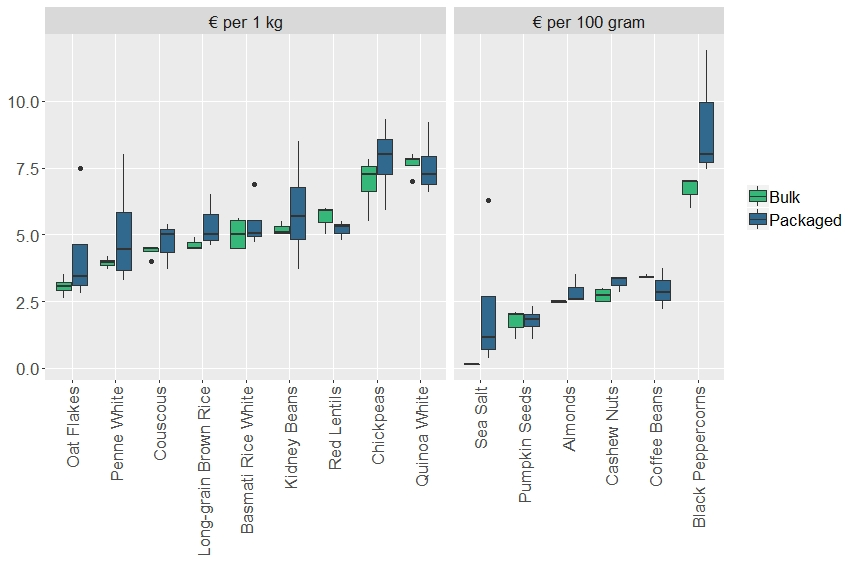 € per 1 kg
€ per 100 gram
10.0
7.5
5.0
2.5
0.0
Bulk
Packaged
Oat Flakes
Penne White
Couscous
Long-grain Brown Rice
Basmati Rice White
Kidney Beans
Red Lentils
Chickpeas
Quinoa White
Sea Salt
Pumpkin Seeds
Almonds
Cashew Nuts
Coffee Beans
Black Peppercorns